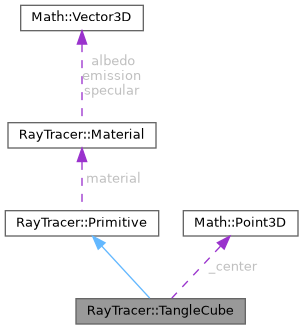 Math::Vector3D
albedo
emission
specular
RayTracer::Material
material
RayTracer::Primitive
Math::Point3D
_center
RayTracer::TangleCube